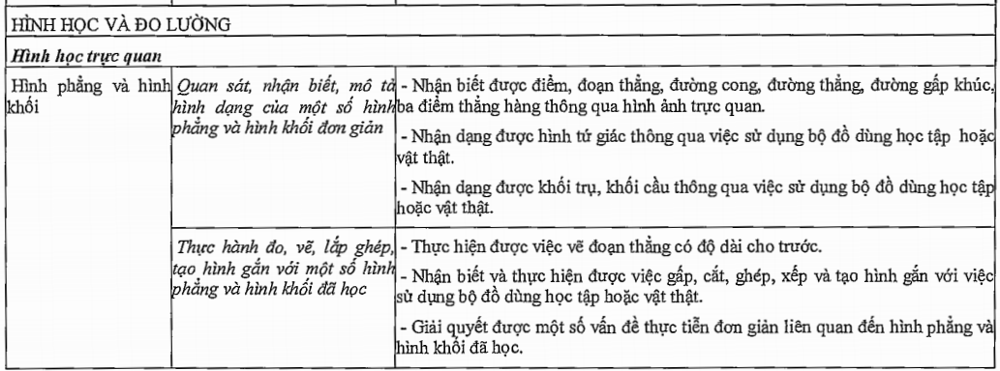 HÌNH HỌC VÀ ĐO LƯỜNG
Hình học trực quan
Hình phẳng và hình
khối
Quan sát, nhận biết, mô tả
hình dạng của một số hình
phẳng và hình khối đơn giản
- Nhận biết được điểm, đoạn thẳng, đường cong, đường thẳng, đường gấp khúc,
ba điểm thẳng hàng thông qua hình ảnh trực quan.
- Nhận dạng được hình tứ giác thông qua việc sử dụng bộ đồ dùng học tập hoặc
vật thật.
- Nhận dạng được khối trụ, khối cầu thông qua việc sử dụng bộ đồ dùng học tập
hoặc vật thật.
Thực hành đo, vẽ, lắp ghép,
tạo hình gắn với một số hình
phẳng và hình khối đã học
- Thực hiện được việc vẽ đoạn thẳng có độ dài cho trước.
- Nhận biết và thực hiện được việc gấp, cắt, ghép, xếp và tạo hình gắn với việc
sử dụng bộ đồ dùng học tập hoặc vật thật.
- Giải quyết được một số vấn đề thực tiễn đơn giản liên quan đến hình phẳng và
hình khối đã học.